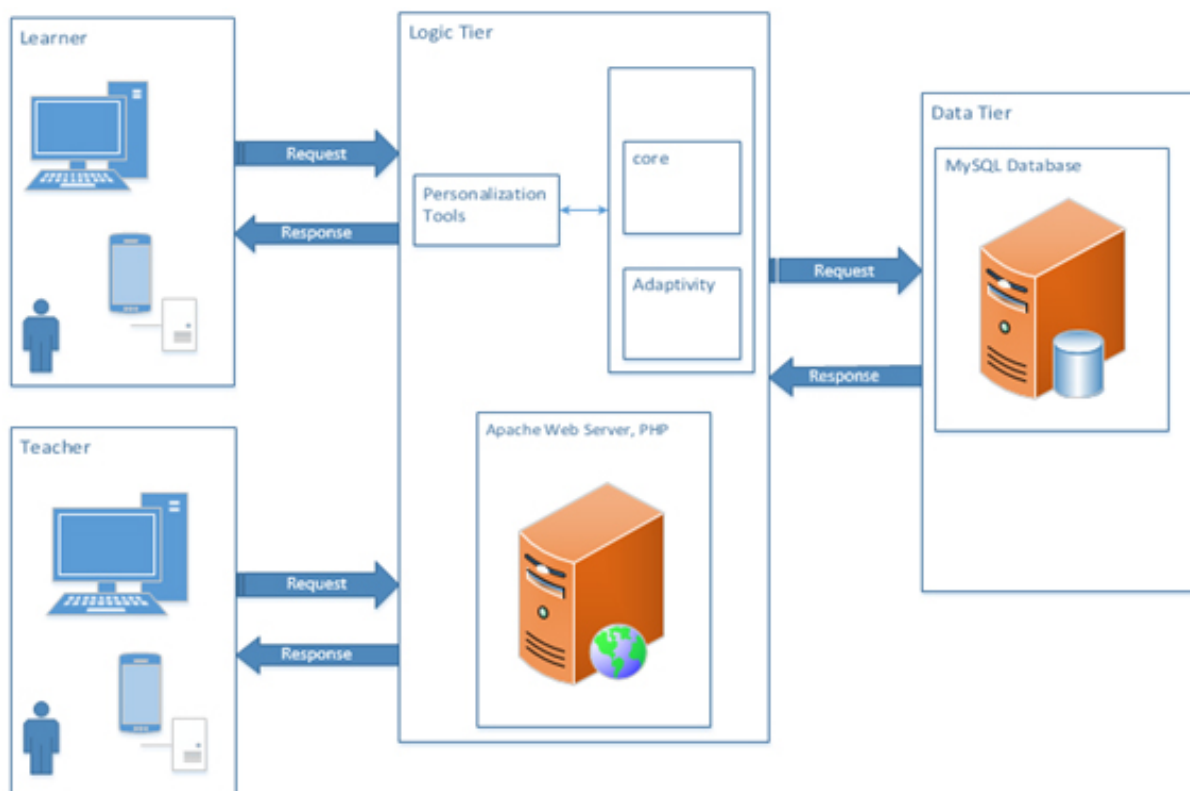 Learner
Request
Response
Teacher
Request
Response
Logic Tier
Personalization
Tools
core
Adaptivity
Apache Web Server, PHP
Request
Response
Data Tier
MySQL Database